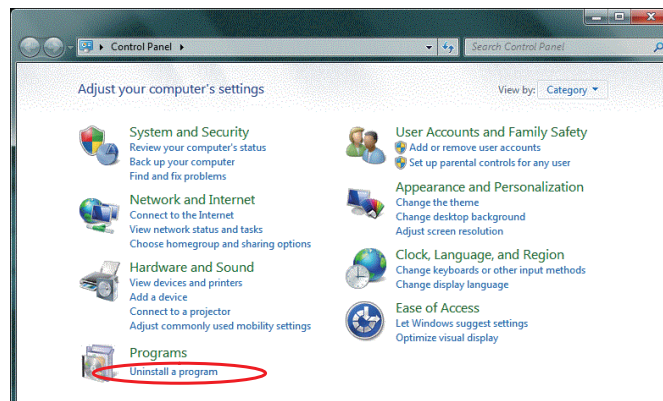 Control Panel
Search Control Panel
Adjust your computer's settings
View by: Category
System and Security
Review your computer's status
Back up your computer
Find and fix problems
Network and Internet
Connect to the Internet
View network status and tasks
Choose homegroup and sharing options
Hardware and Sound
View devices and printers
Add a device
Connect to a projector
Adjust commonly used mobility settings
Programs
Uninstall a program
User Accounts and Family Safety
Add or remove user accounts
Set up parental controls for any user
Appearance and Personalization
Change the theme
Change desktop background
Adjust screen resolution
Clock, Language, and Region
Change keyboards or other input methods
Change display language
Ease of Access
Let Windows suggest settings
Optimize visual display